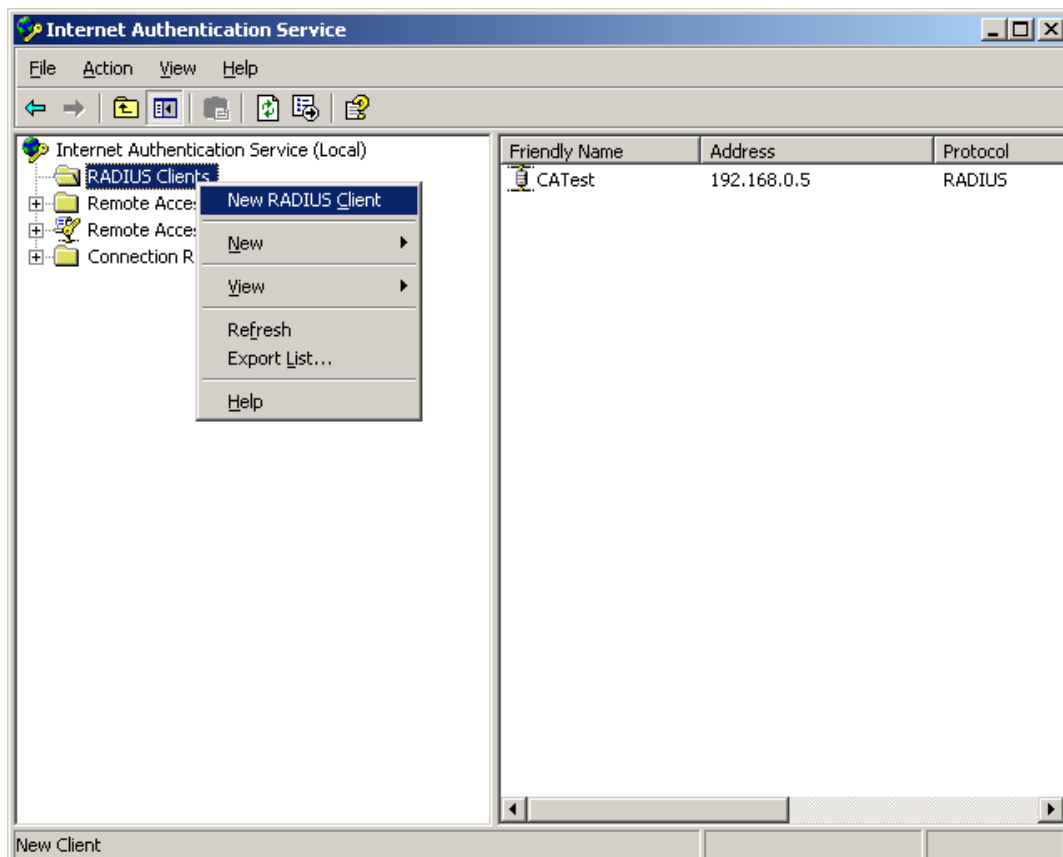 Internet Authentication Service
File Action View Help
Internet Authentication Service (Local)
RADIUS Clients
Remote Acce
Remote Acce
Connection R
New RADIUS Client
New
View
Refresh
Export List...
Help
Friendly Name Address Protocol
CATest 192.168.0.5 RADIUS
New Client